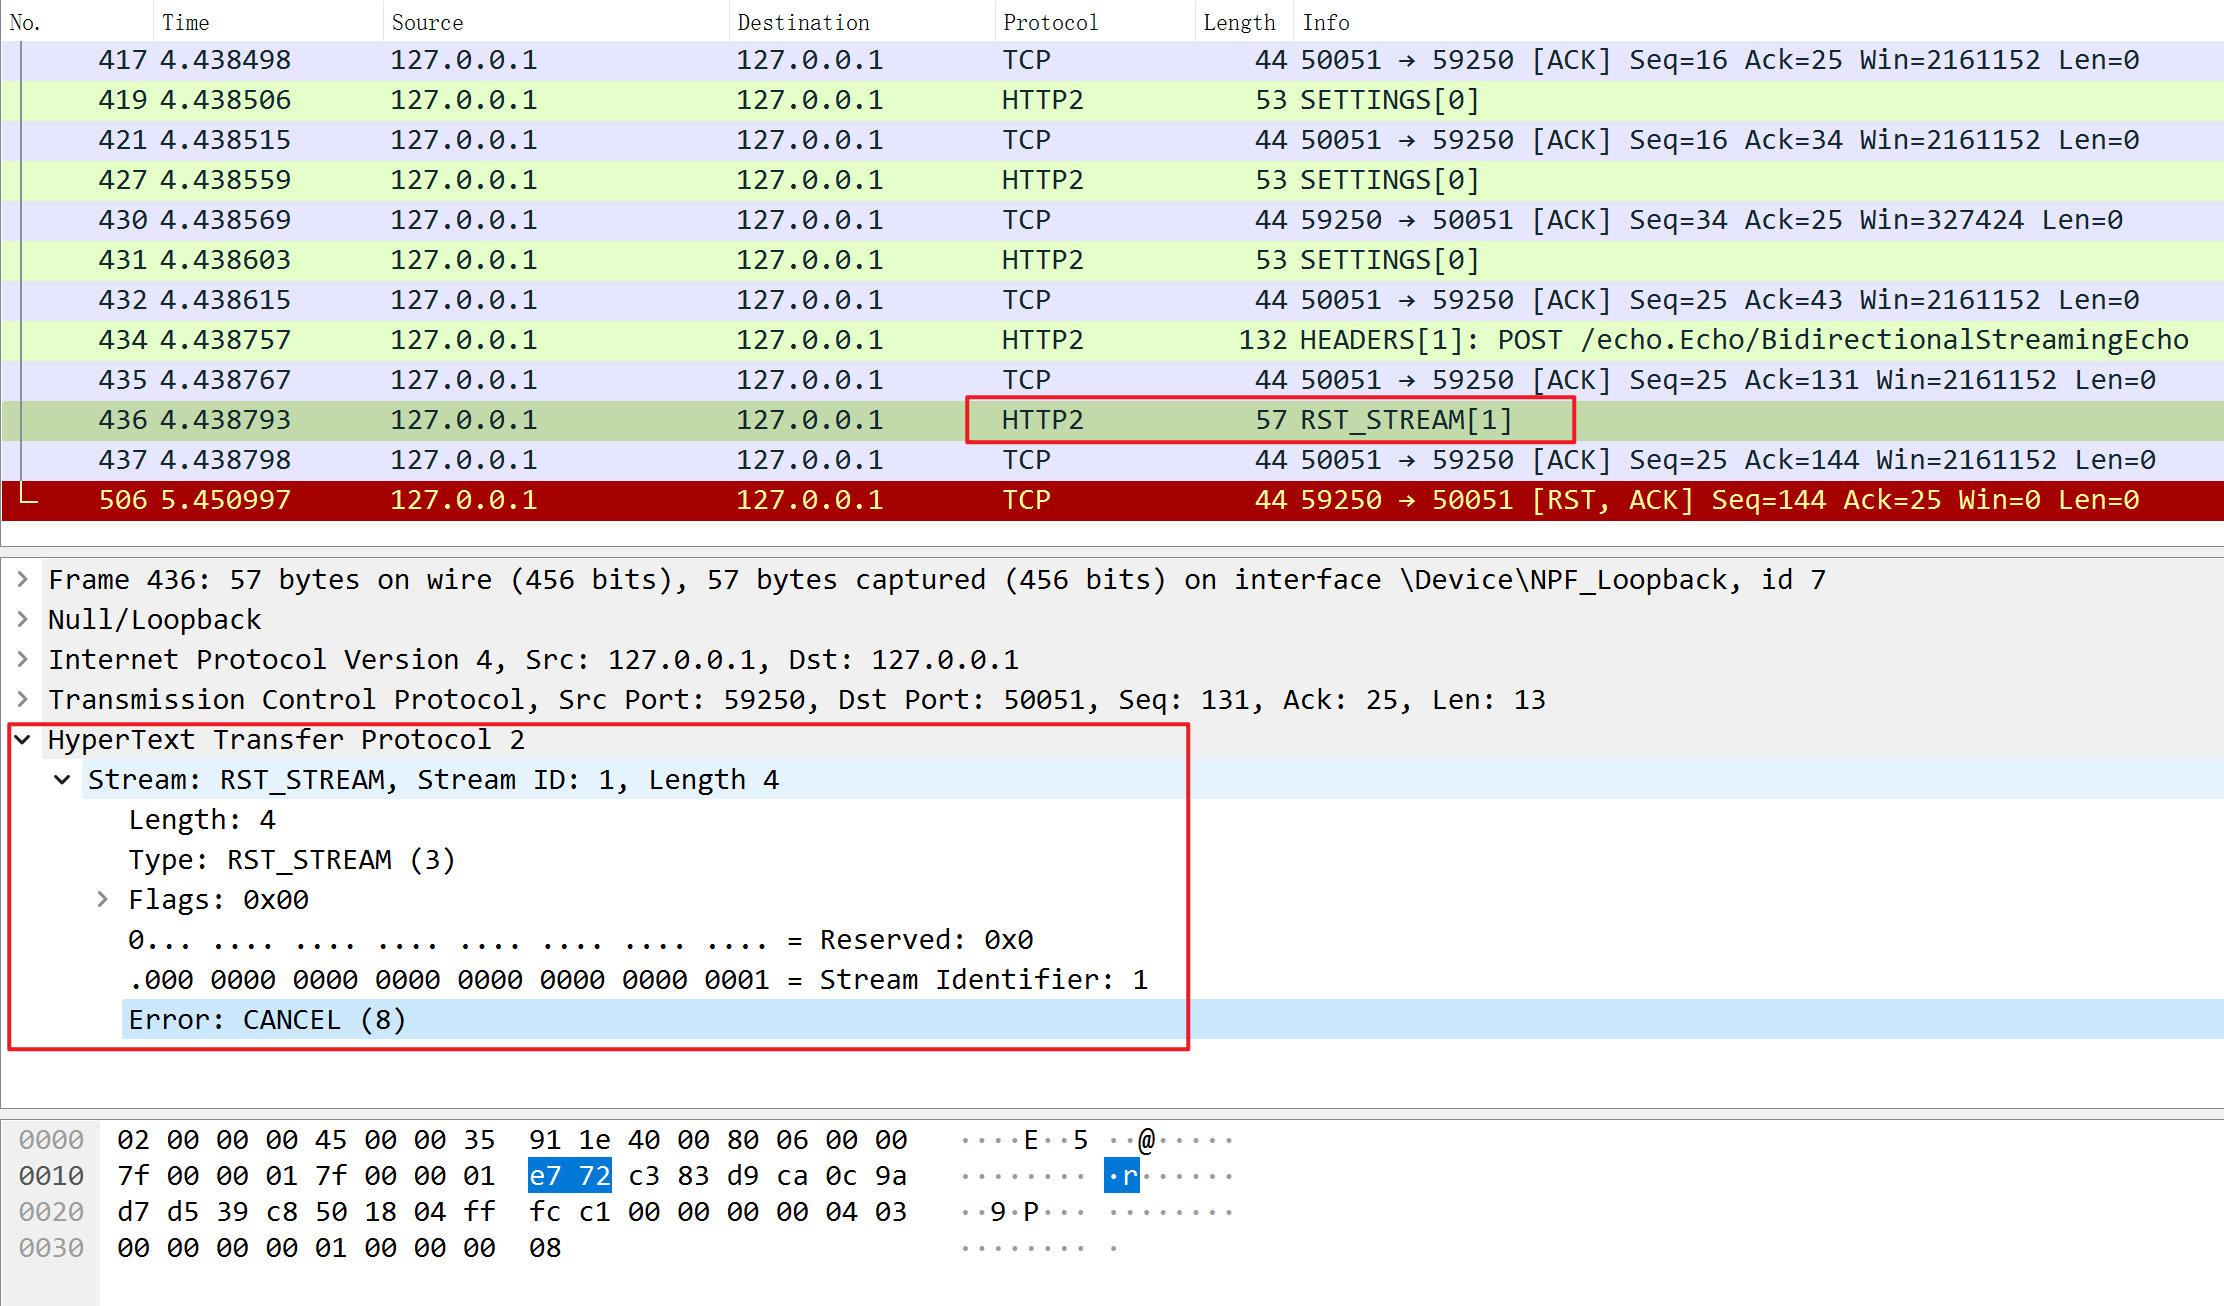 No. Time Source Destination Protocol Length Info
417 4.438498 127.0.0.1 127.0.0.1 TCP 44 50051 → 59250 [ACK] Seq=16 Ack=25 Win=2161152 Len=0
419 4.438506 127.0.0.1 127.0.0.1 HTTP2 53 SETTINGS[0]
421 4.438515 127.0.0.1 127.0.0.1 TCP 44 50051 → 59250 [ACK] Seq=16 Ack=34 Win=2161152 Len=0
427 4.438559 127.0.0.1 127.0.0.1 HTTP2 53 SETTINGS[0]
430 4.438569 127.0.0.1 127.0.0.1 TCP 44 59250 → 50051 [ACK] Seq=34 Ack=25 Win=327424 Len=0
431 4.438603 127.0.0.1 127.0.0.1 HTTP2 53 SETTINGS[0]
432 4.438615 127.0.0.1 127.0.0.1 TCP 44 50051 → 59250 [ACK] Seq=25 Ack=43 Win=2161152 Len=0
434 4.438757 127.0.0.1 127.0.0.1 HTTP2 132 HEADERS[1]: POST /echo.Echo/BidirectionalStreamingEcho
435 4.438767 127.0.0.1 127.0.0.1 TCP 44 50051 → 59250 [ACK] Seq=25 Ack=131 Win=2161152 Len=0
436 4.438793 127.0.0.1 127.0.0.1 HTTP2 57 RST_STREAM[1]
437 4.438798 127.0.0.1 127.0.0.1 TCP 44 50051 → 59250 [ACK] Seq=25 Ack=144 Win=2161152 Len=0
506 5.450997 127.0.0.1 127.0.0.1 TCP 44 59250 → 50051 [RST, ACK] Seq=144 Ack=25 Win=0 Len=0
Frame 436: 57 bytes on wire (456 bits), 57 bytes captured (456 bits) on interface \Device\NPF_Loopback, id 7
Null/Loopback
Internet Protocol Version 4, Src: 127.0.0.1, Dst: 127.0.0.1
Transmission Control Protocol, Src Port: 59250, Dst Port: 50051, Seq: 131, Ack: 25, Len: 13
HyperText Transfer Protocol 2
Stream: RST_STREAM, Stream ID: 1, Length 4
Length: 4
Type: RST_STREAM (3)
Flags: 0x00
0... .... .... .... .... .... .... .... = Reserved: 0x0
.000 0000 0000 0000 0000 0000 0000 0001 = Stream Identifier: 1
Error: CANCEL (8)
0000 02 00 00 00 45 00 00 35 91 1e 40 00 80 06 00 00 ····E··5 ··@·····
0010 7f 00 00 01 7f 00 00 01 e7 72 c3 83 d9 ca 0c 9a ········ ·r······
0020 d7 d5 39 c8 50 18 04 ff fc c1 00 00 00 00 04 03 ··9·P··· ········
0030 00 00 00 00 01 00 00 00 08 ········ ·